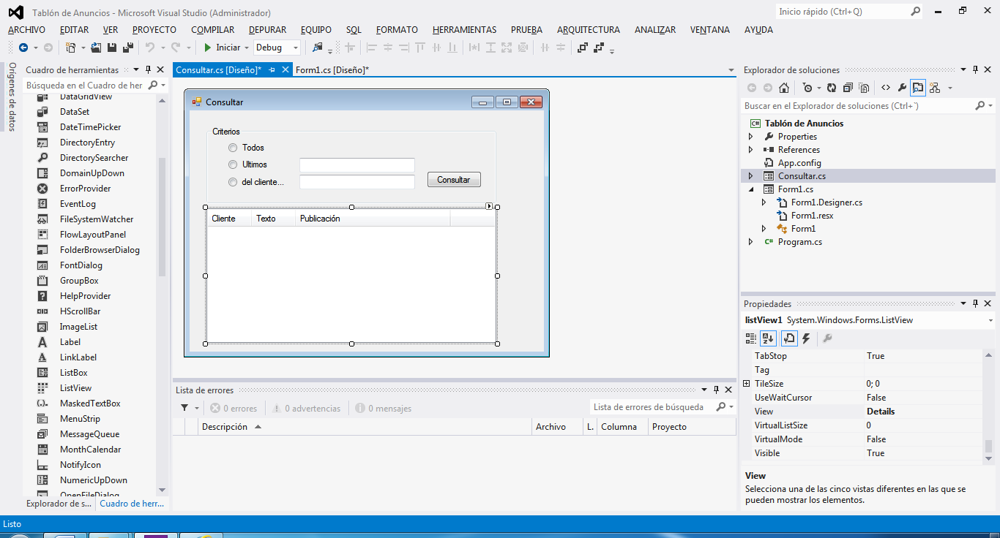 Tablón de Anuncios - Microsoft Visual Studio (Administrador)
Inicio rápido (Ctrl+Q)
ARCHIVO EDITAR VER PROYECTO COMPILAR DEPURAR EQUIPO SQL FORMATO HERRAMIENTAS PRUEBA ARQUITECTURA ANALIZAR VENTANA AYUDA
Iniciar Debug
Orígenes de datos
Cuadro de herramientas
Búsqueda en el Cuadro de her
DataGridView
DataSet
DateTimePicker
DirectoryEntry
DirectorySearcher
DomainUpDown
ErrorProvider
EventLog
FileSystemWatcher
FlowLayoutPanel
FolderBrowserDialog
FontDialog
GroupBox
HelpProvider
HScrollBar
ImageList
Label
LinkLabel
ListBox
ListView
MaskedTextBox
MenuStrip
MessageQueue
MonthCalendar
NotifyIcon
NumericUpDown
OpenFileDialog
Explorador de s... Cuadro de herr...
Consultar.cs [Diseño]* Form1.cs [Diseño]*
Consultar
Criterios
Todos
Ultimos
del cliente...
Consultar
Cliente Texto Publicación
Lista de errores
0 errores 0 advertencias 0 mensajes Lista de errores de búsqueda
Descripción Archivo L. Columna Proyecto
Explorador de soluciones
Buscar en el Explorador de soluciones (Ctrl+`)
C# Tablón de Anuncios
Properties
References
App.config
Consultar.cs
Form1.cs
Form1.Designer.cs
Form1.resx
Form1
C# Program.cs
Propiedades
listView1 System.Windows.Forms.ListView
TabStop True
Tag
TileSize 0; 0
UseWaitCursor False
View Details
VirtualListSize 0
VirtualMode False
Visible True
View
Selecciona una de las cinco vistas diferentes en las que se
pueden mostrar los elementos.
Listo